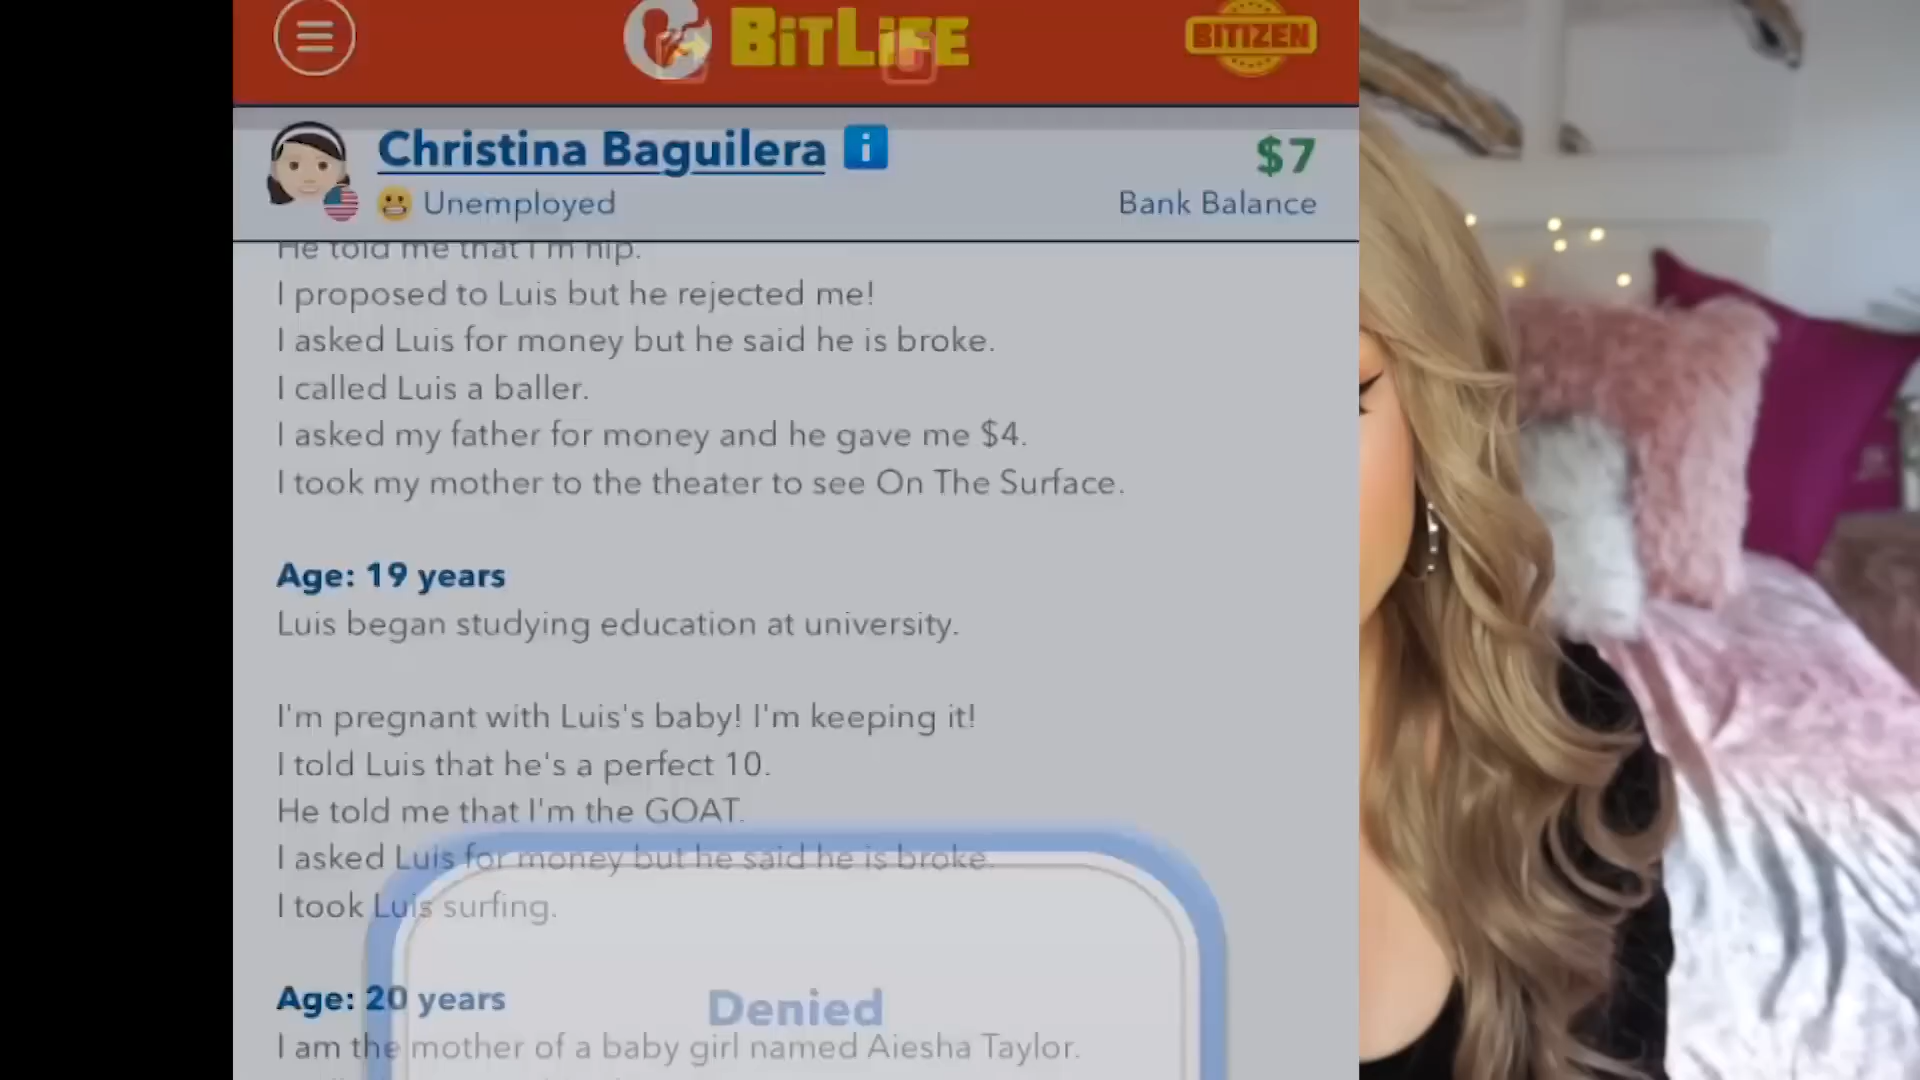 BITLIFE
BITIZEN
Christina Baguilera
$7
Unemployed
Bank Balance
He told me that I'm hip.
I proposed to Luis but he rejected me!
I asked Luis for money but he said he is broke.
I called Luis a baller.
I asked my father for money and he gave me $4.
I took my mother to the theater to see On The Surface.
Age: 19 years
Luis began studying education at university.
I'm pregnant with Luis's baby! I'm keeping it!
I told Luis that he's a perfect 10.
He told me that I'm the GOAT.
I asked Luis for money but he said he is broke.
I took Luis surfing.
Age: 20 years
Denied
I am the mother of a baby girl named Aiesha Taylor.